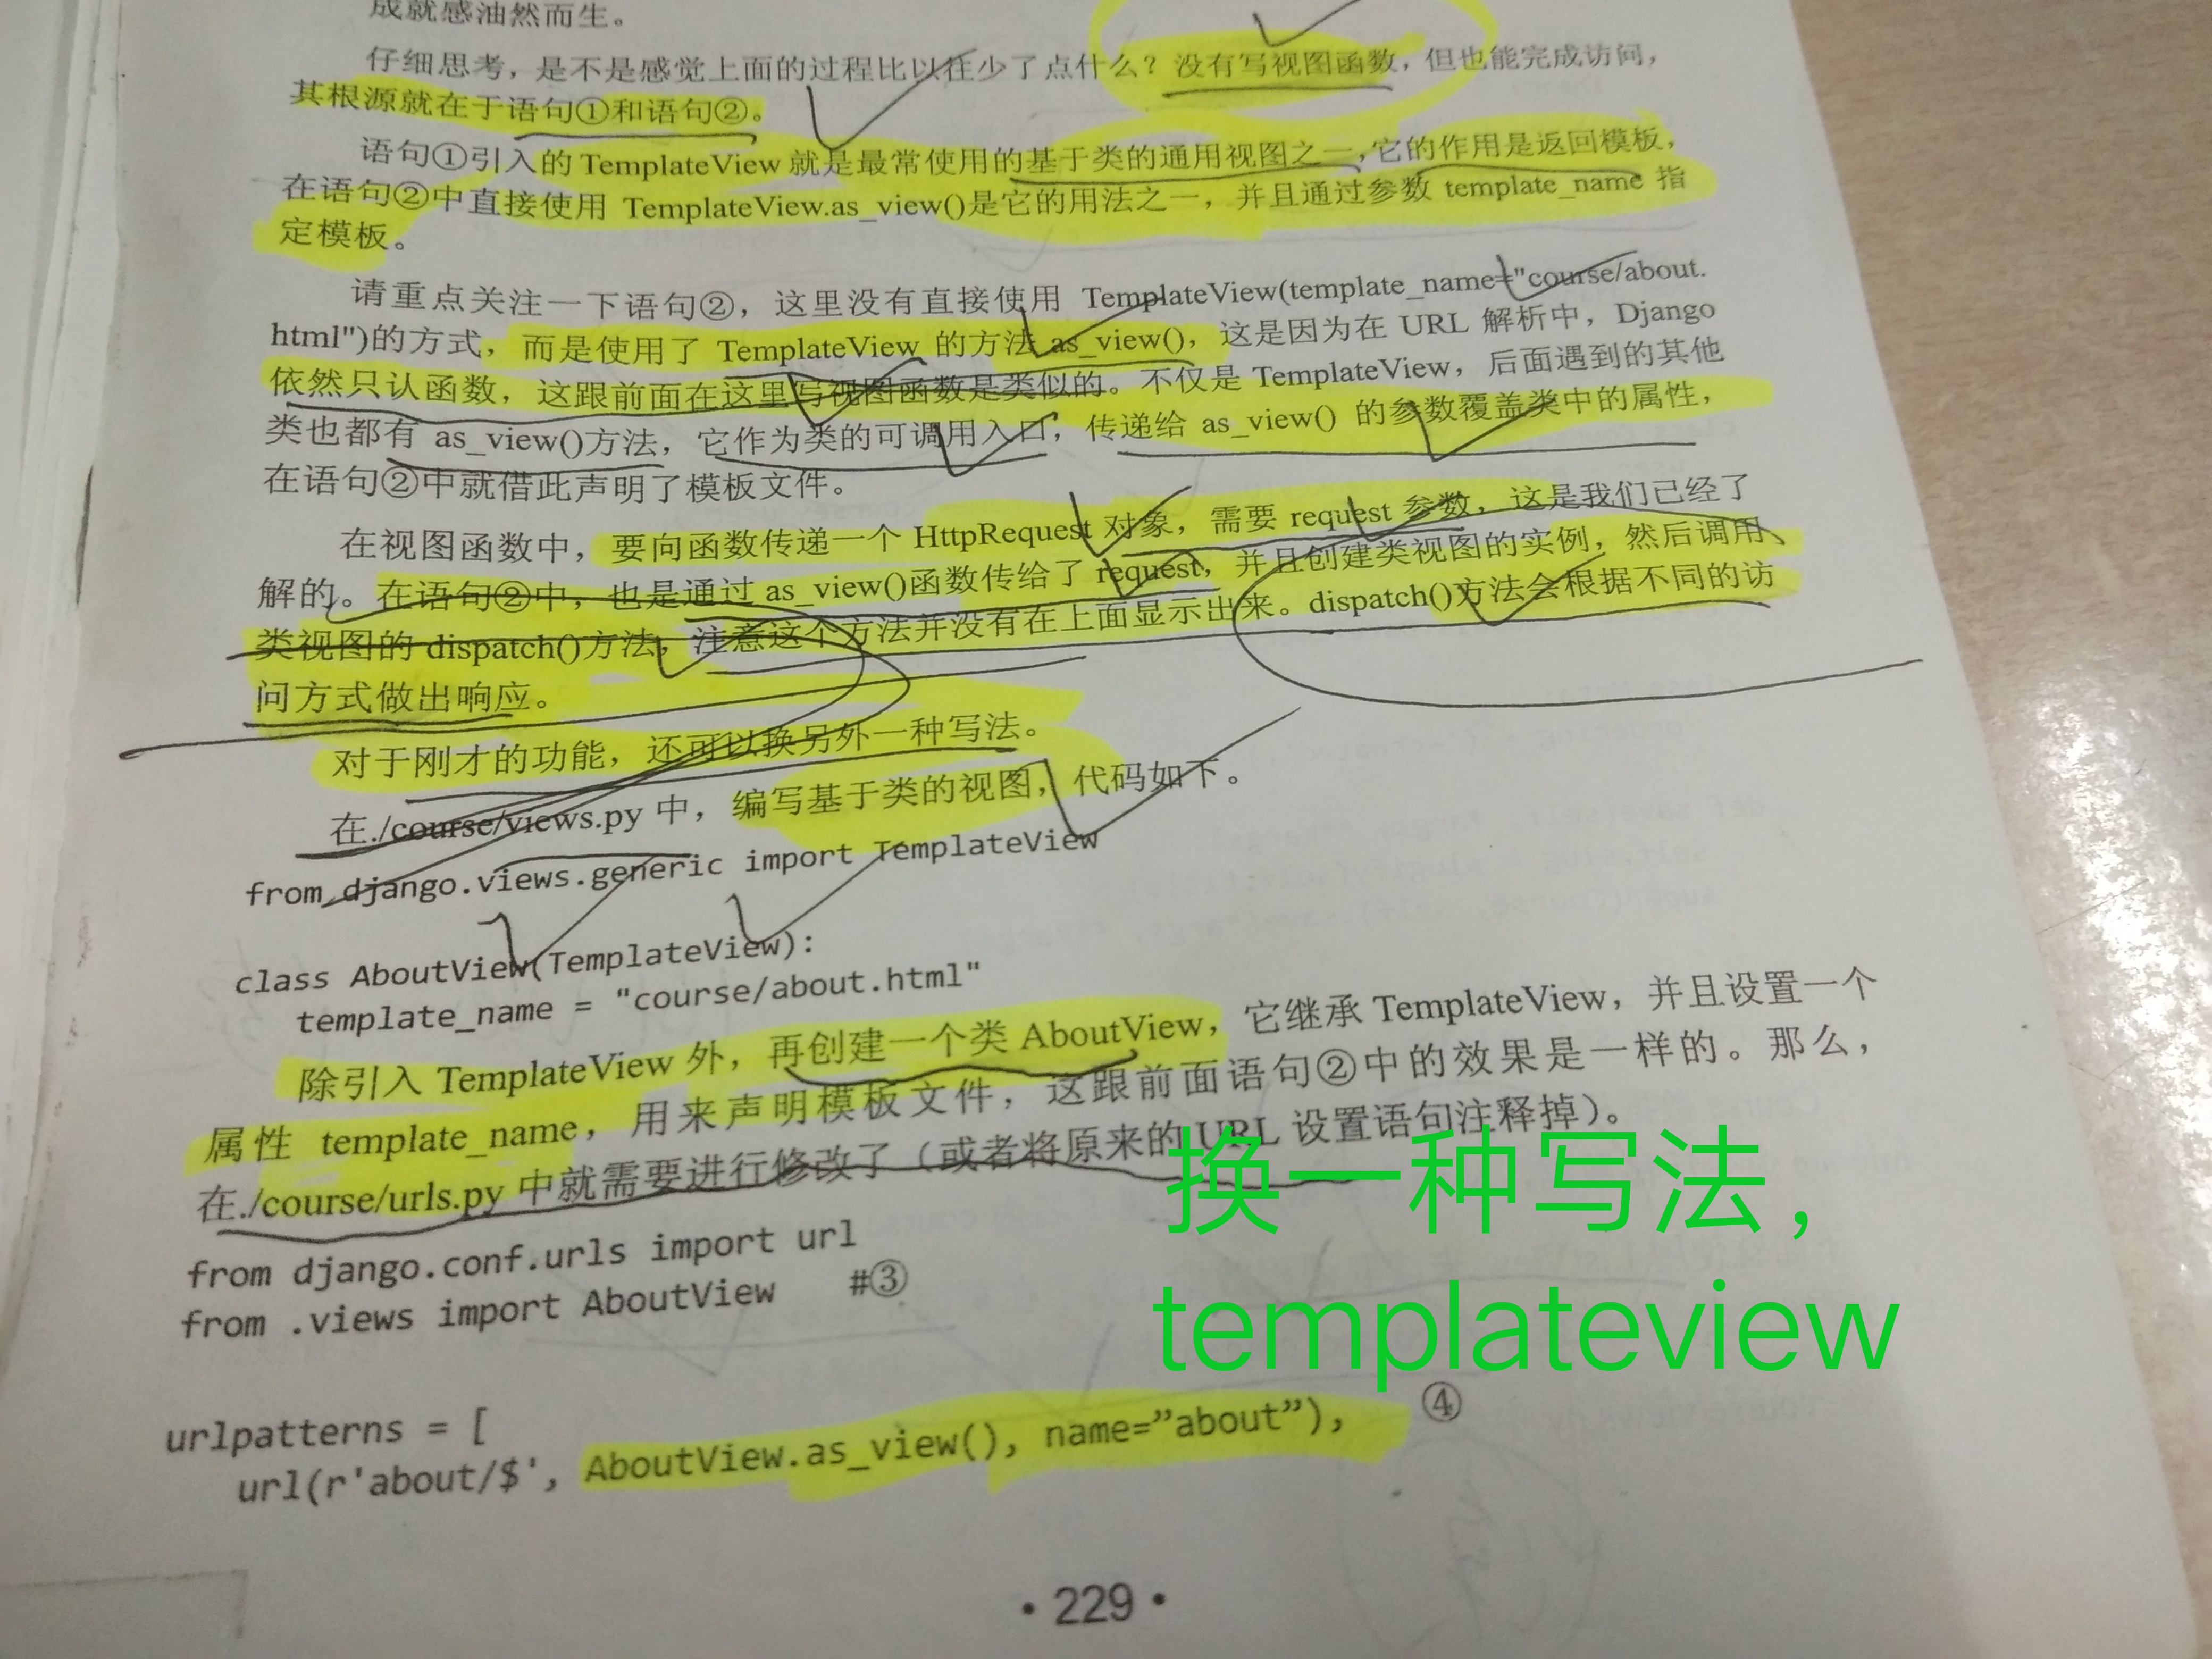 成就感油然而生。
仔细思考，是不是感觉上面的过程比以往少了点什么？没有写视图函数，但也能完成访问，
其根源就在于语句①和语句②。
语句①引入的 TemplateView 就是最常使用的基于类的通用视图之一，它的作用是返回模板，
在语句②中直接使用 TemplateView.as_view()是它的用法之一，并且通过参数 template_name 指
定模板。
请重点关注一下语句②，这里没有直接使用 TemplateView(template_name="course/about.
html")的方式，而是使用了 TemplateView 的方法 as_view()，这是因为在 URL 解析中，Django
依然只认函数，这跟前面在这里写视图函数是类似的。不仅是 TemplateView，后面遇到的其他
类也都有 as_view()方法，它作为类的可调用入口，传递给 as_view() 的参数覆盖类中的属性，
在语句②中就借此声明了模板文件。
在视图函数中，要向函数传递一个 HttpRequest 对象，需要 request 参数，这是我们已经了
解的。在语句②中，也是通过 as_view()函数传给了 request，并且创建类视图的实例，然后调用
类视图的 dispatch()方法，注意这个方法并没有在上面显示出来。dispatch()方法会根据不同的访
问方式做出响应。
对于刚才的功能，还可以换另外一种写法。
在./course/views.py 中，编写基于类的视图，代码如下。
from django.views.generic import TemplateView
class AboutView(TemplateView):
template_name = "course/about.html"
除引入 TemplateView 外，再创建一个类 AboutView，它继承 TemplateView，并且设置一个
属性 template_name，用来声明模板文件，这跟前面语句②中的效果是一样的。那么，
在./course/urls.py 中就需要进行修改了（或者将原来的 URL 设置语句注释掉）。
from django.conf.urls import url
from .views import AboutView #③
urlpatterns = [
url(r'about/$', AboutView.as_view(), name=”about”), ④
换一种写法，
templateview
•229•